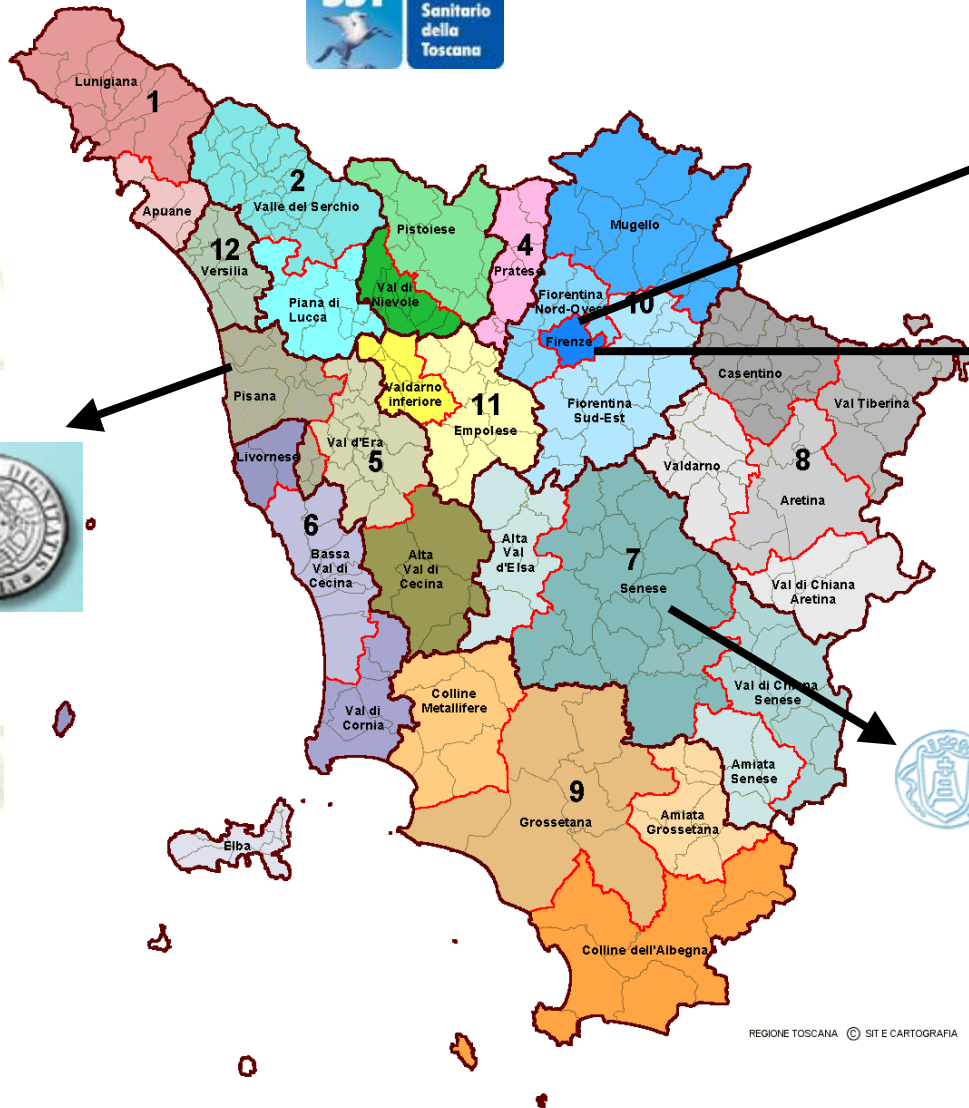 Sanitario
della
Toscana
Lunigiana
1
2
Valle del Serchio
Apuane
12
Versilia
Pistoiese
4
Pratese
Mugello
Piana di
Lucca
Val di
Nievole
Fiorentina
Nord-Ovest
10
Firenze
Pisana
Valdarno
inferiore
11
Empolese
Fiorentina
Sud-Est
Casentino
Val Tiberina
Livornese
Val d'Era
5
Valdarno
8
Aretina
6
Bassa
Val di
Cecina
Alta
Val di
Cecina
Alta
Val
d'Elsa
7
Senese
Val di Chiana
Aretina
Val di Chiana
Senese
Colline
Metallifere
Val di
Cornia
Amiata
Senese
9
Grossetana
Amiata
Grossetana
Elba
Colline dell'Albegna
REGIONE TOSCANA © SIT E CARTOGRAFIA
DIGNITATIS